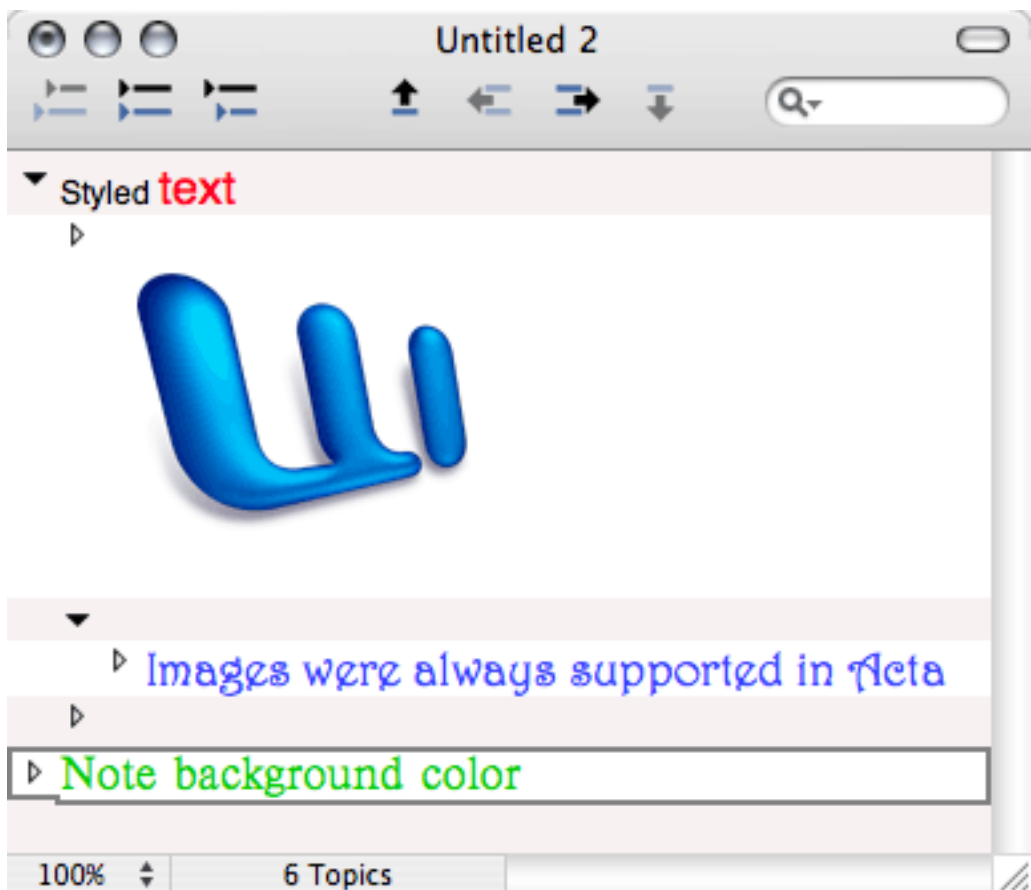 Untitled 2
Styled text
Images were always supported in Acta
Note background color
100% 6 Topics